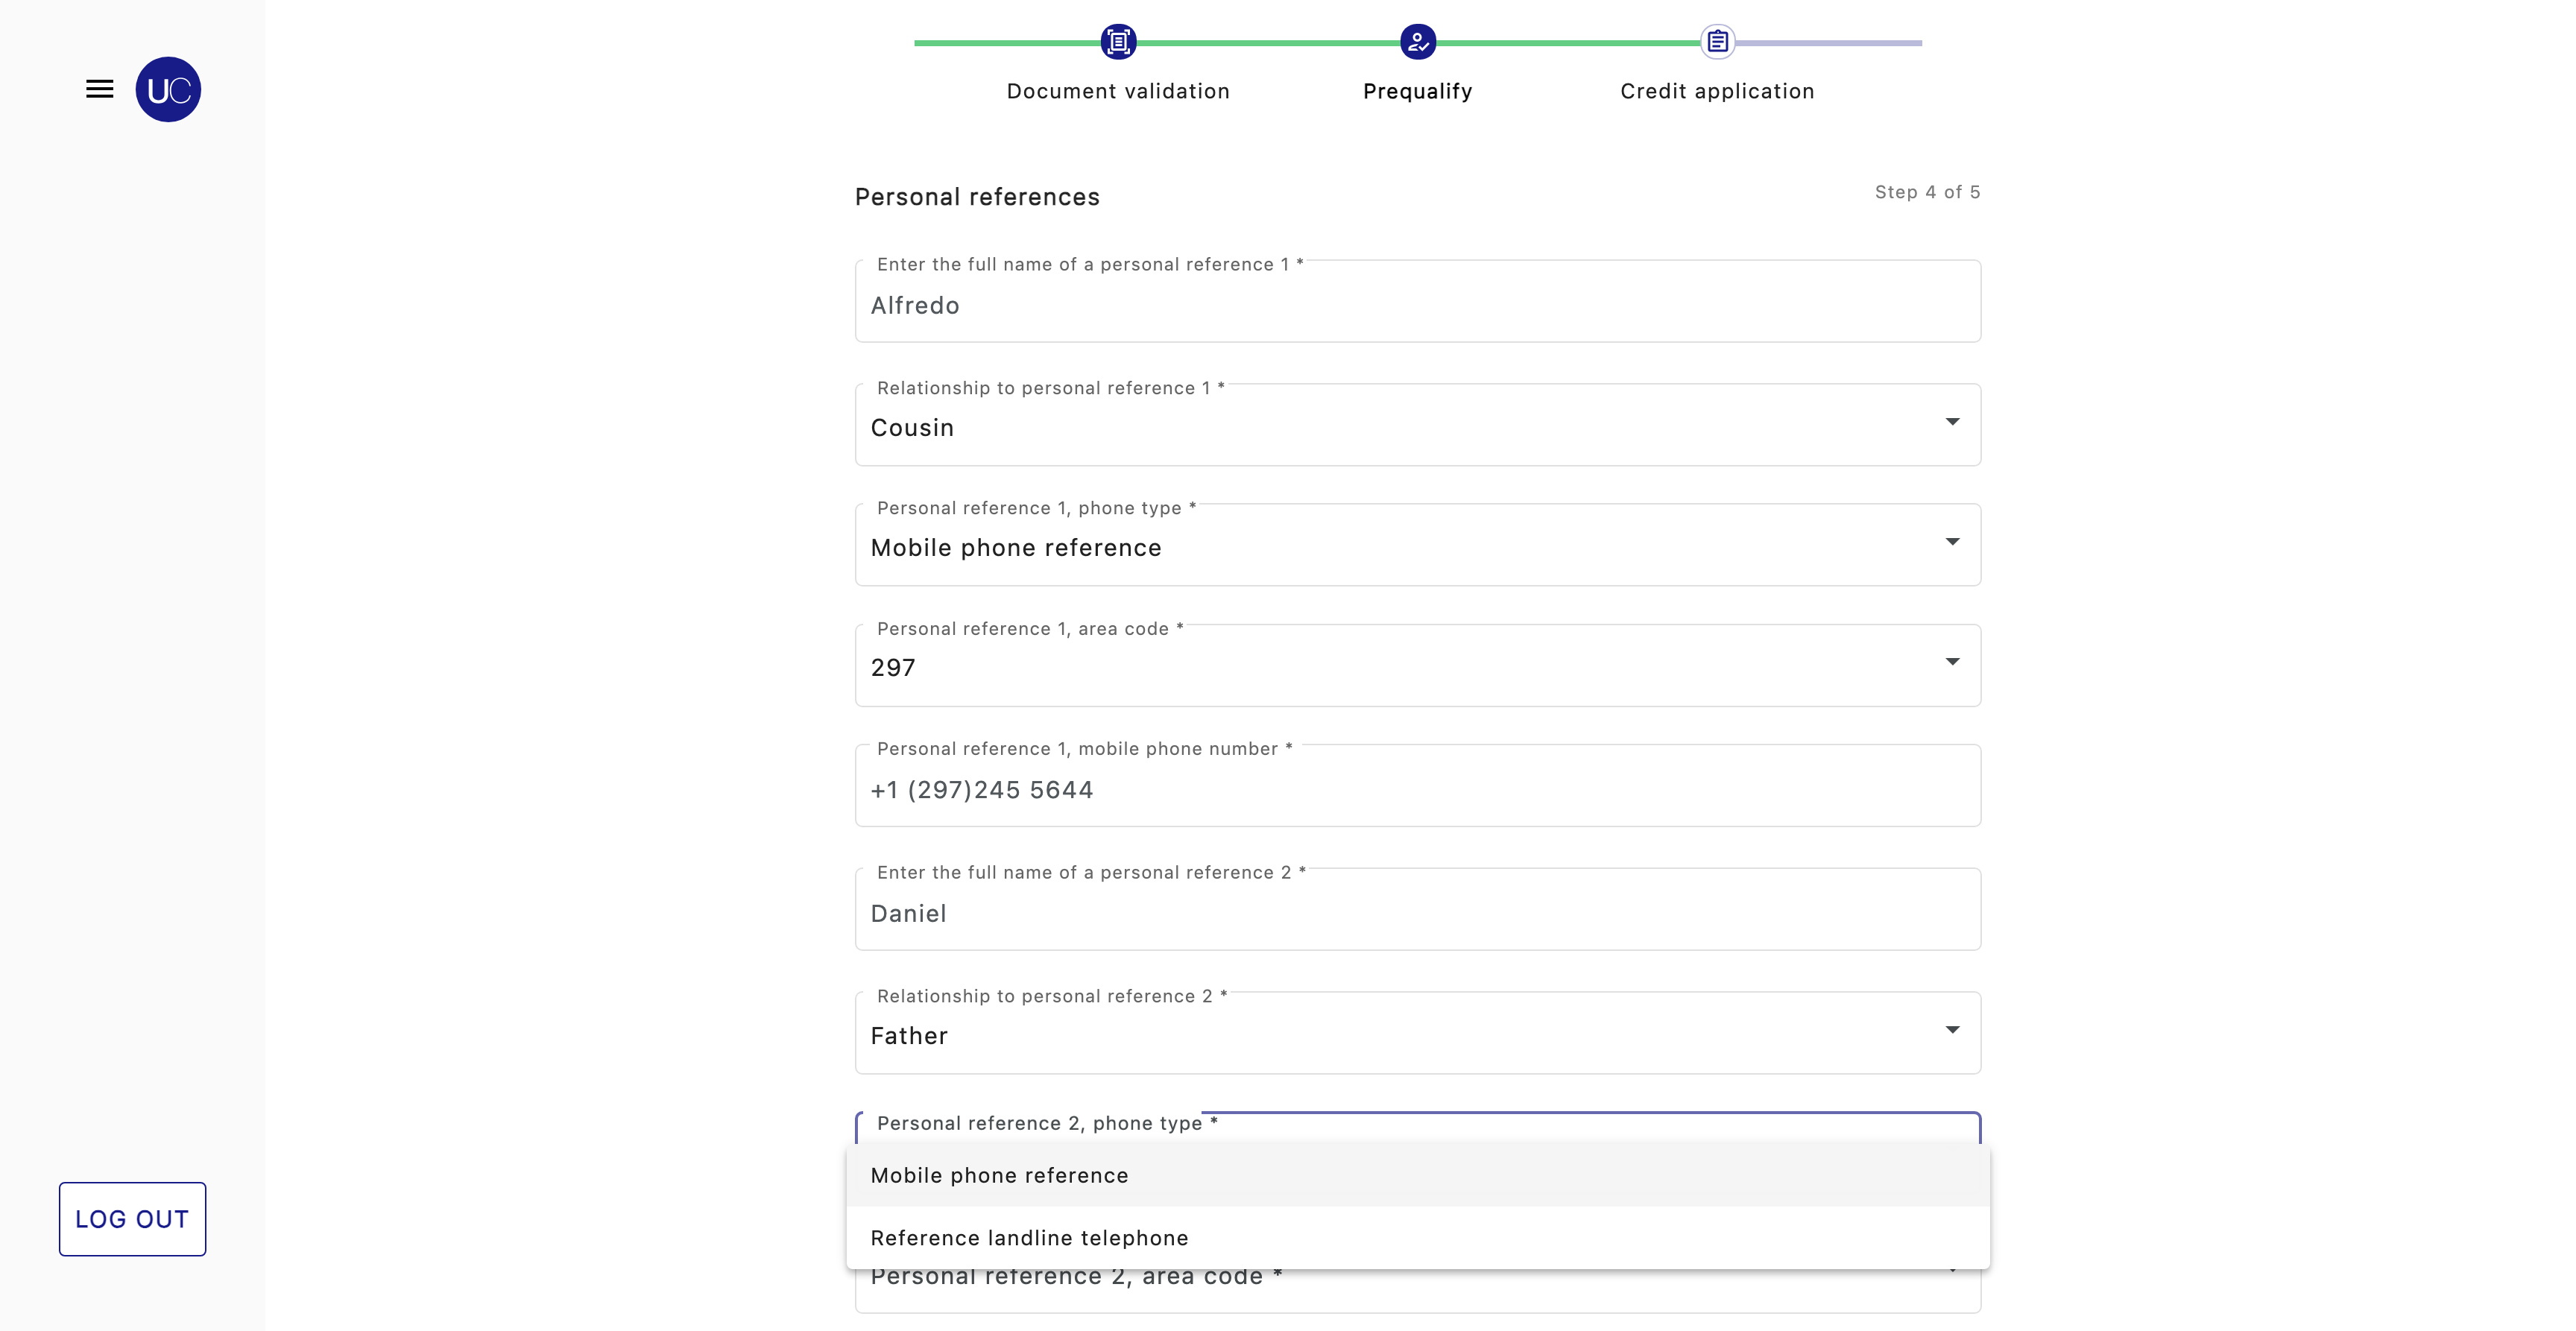 UC
Document validation
Prequalify
Credit application
Personal references
Step 4 of 5
Enter the full name of a personal reference 1 *
Alfredo
Relationship to personal reference 1 *
Cousin
Personal reference 1, phone type *
Mobile phone reference
Personal reference 1, area code *
297
Personal reference 1, mobile phone number *
+1 (297)245 5644
Enter the full name of a personal reference 2 *
Daniel
Relationship to personal reference 2 *
Father
Personal reference 2, phone type *
Mobile phone reference
Reference landline telephone
Personal reference 2, area code *
LOG OUT